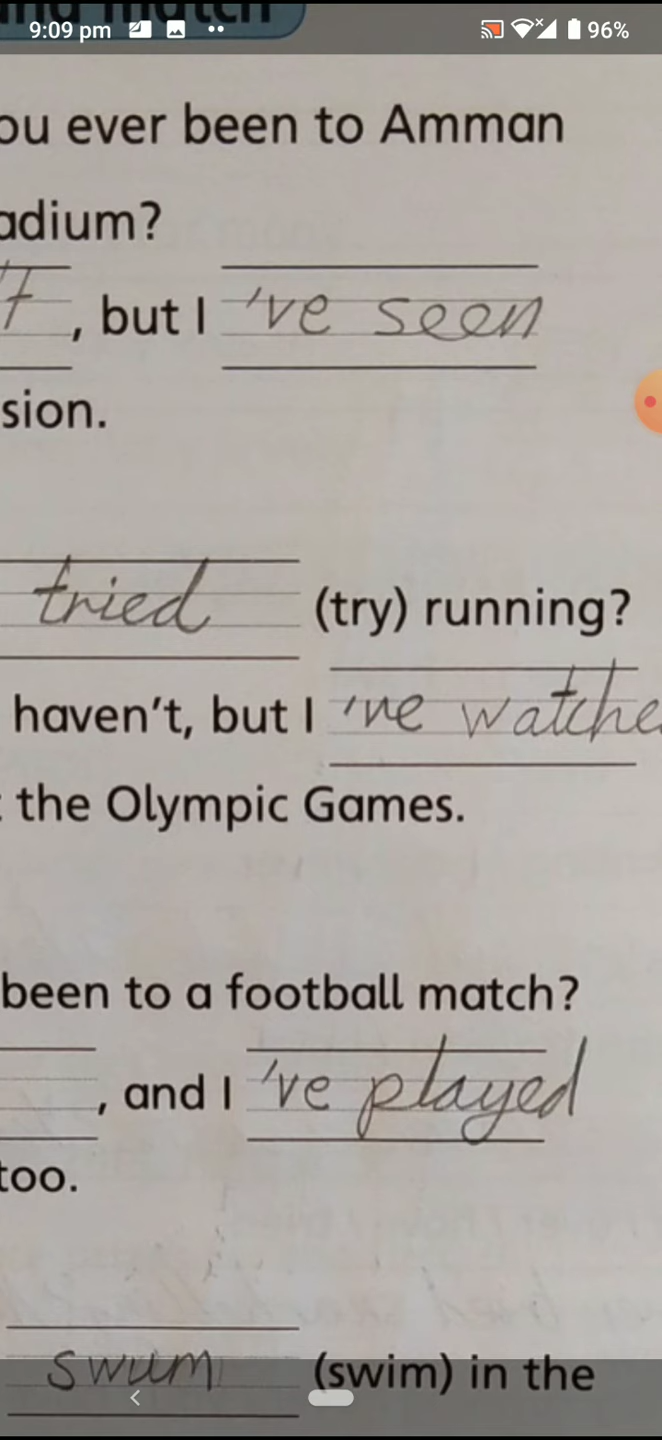 9:09 pm 96%
ou ever been to Amman
adium?
, but I 've seen
sion.
tried (try) running?
haven't, but I 've watche
the Olympic Games.
been to a football match?
, and I 've played
too.
swum (swim) in the